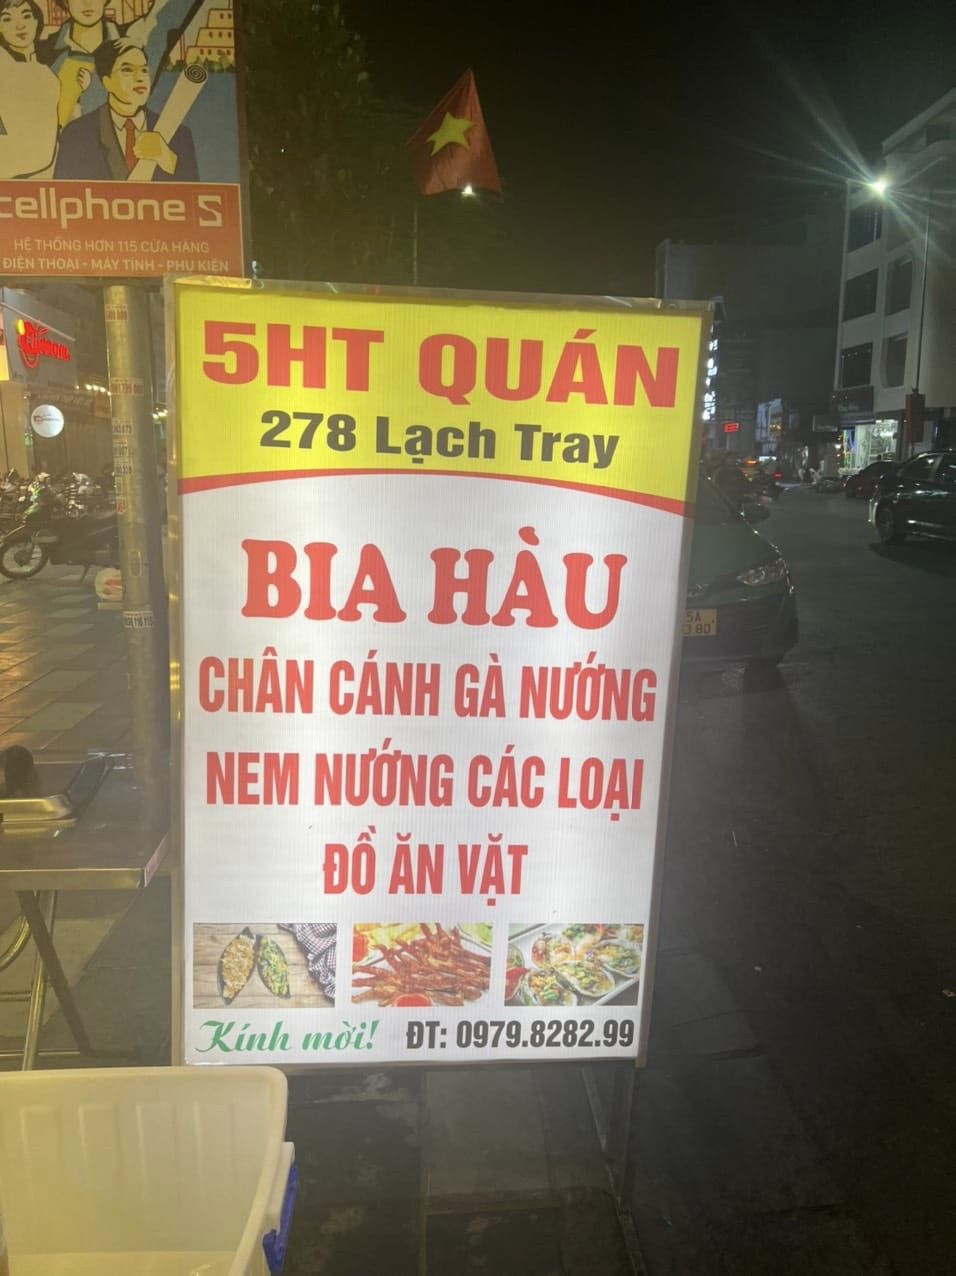 cellphone S
HỆ THỐNG HƠN 115 CỬA HÀNG
ĐIỆN THOẠI - MÁY TÍNH - PHỤ KIỆN
5HT QUÁN
278 Lạch Tray
BIA HÀU
CHÂN CÁNH GÀ NƯỚNG
NEM NƯỚNG CÁC LOẠI
ĐỒ ĂN VẶT
Kính mời! ĐT: 0979.8282.99